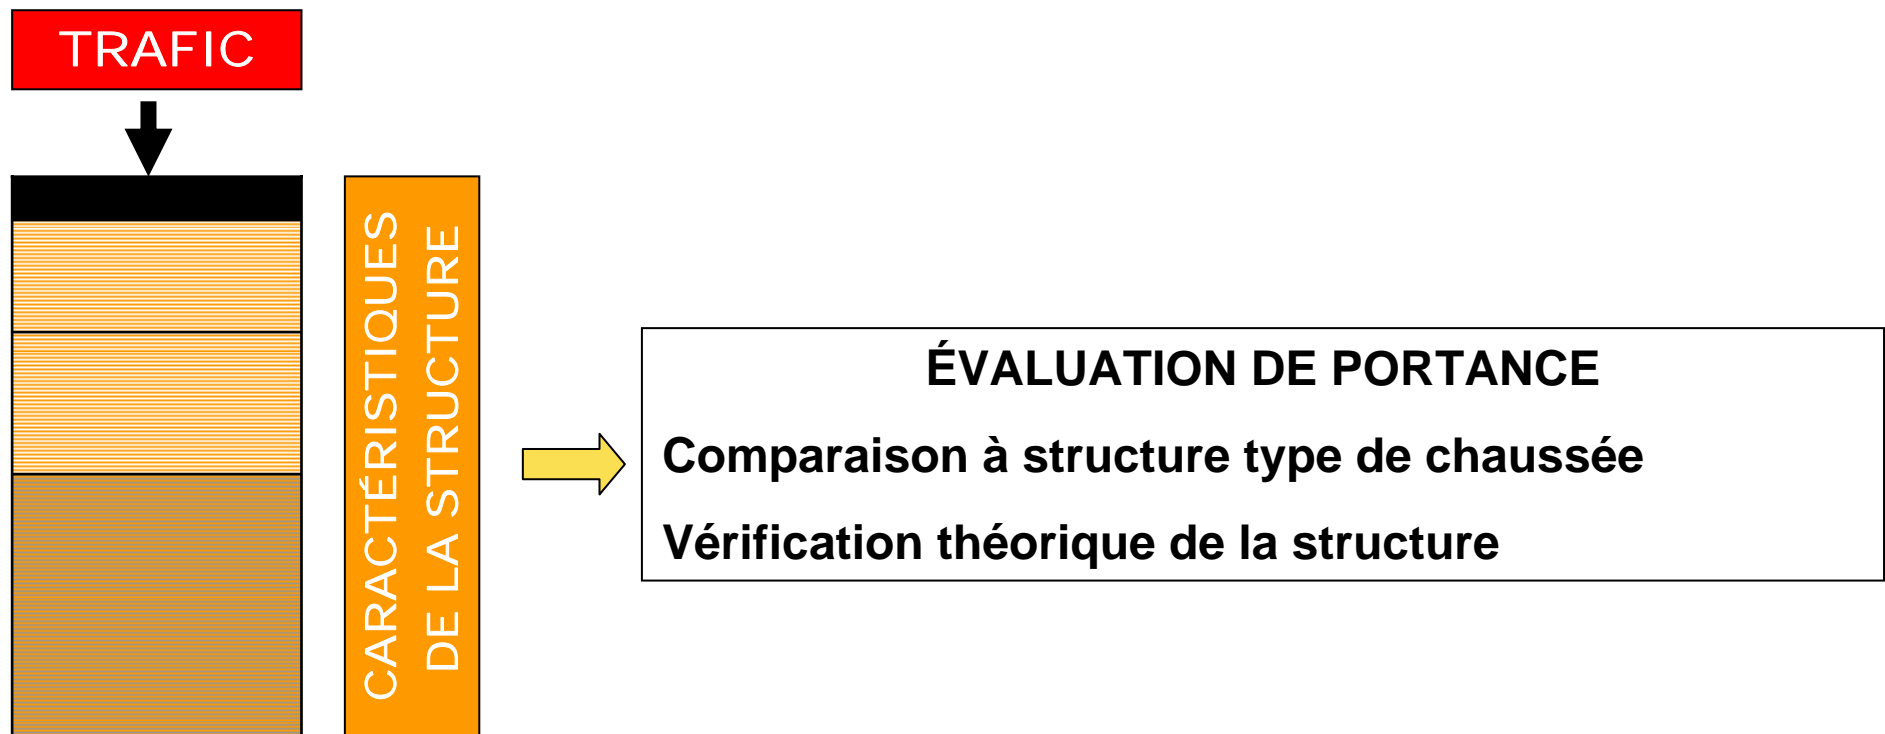 TRAFIC
CARACTÉRISTIQUES
DE LA STRUCTURE
ÉVALUATION DE PORTANCE
Comparaison à structure type de chaussée
Vérification théorique de la structure